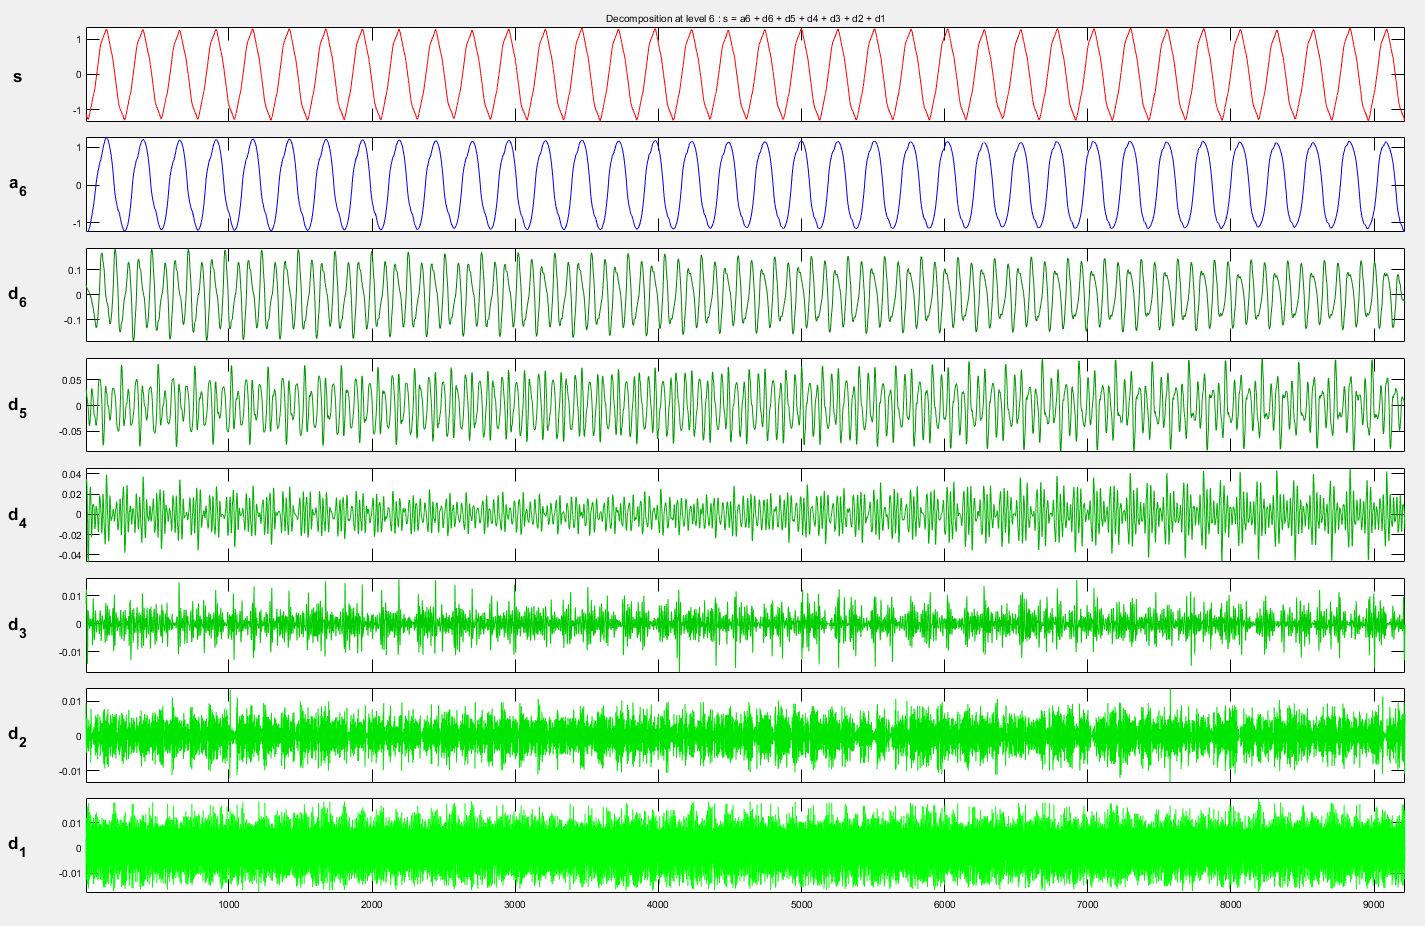 Decomposition at level 6 : s = a6 + d6 + d5 + d4 + d3 + d2 + d1
s
1
0
-1
a6
1
0
-1
d6
0.1
0
-0.1
d5
0.05
0
-0.05
d4
0.04
0.02
0
-0.02
-0.04
d3
0.01
0
-0.01
d2
0.01
0
-0.01
d1
0.01
0
-0.01
1000 2000 3000 4000 5000 6000 7000 8000 9000